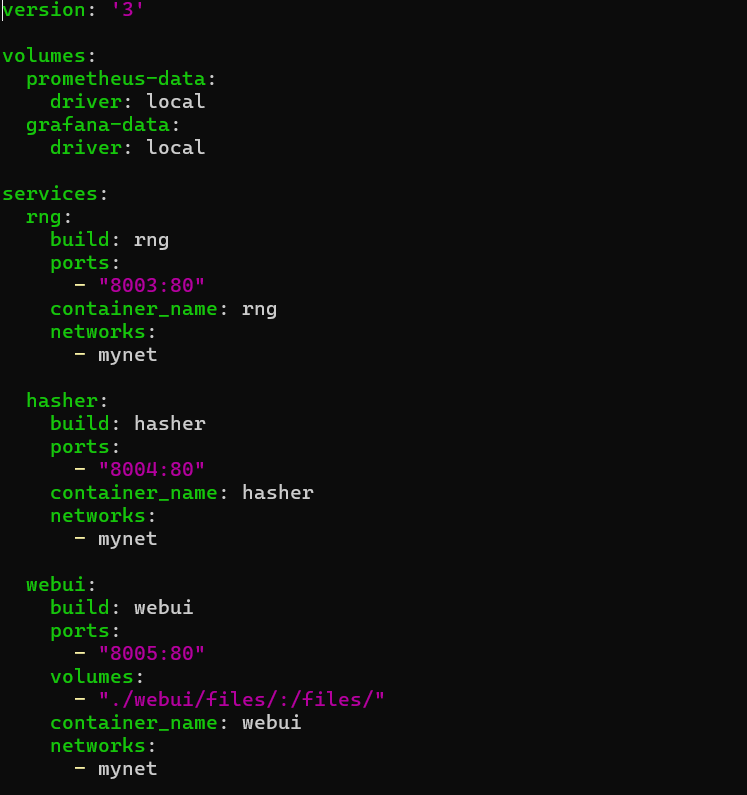 version: '3'

volumes:
  prometheus-data:
    driver: local
  grafana-data:
    driver: local

services:
  rng:
    build: rng
    ports:
      - "8003:80"
    container_name: rng
    networks:
      - mynet

  hasher:
    build: hasher
    ports:
      - "8004:80"
    container_name: hasher
    networks:
      - mynet

  webui:
    build: webui
    ports:
      - "8005:80"
    volumes:
      - "./webui/files/:/files/"
    container_name: webui
    networks:
      - mynet